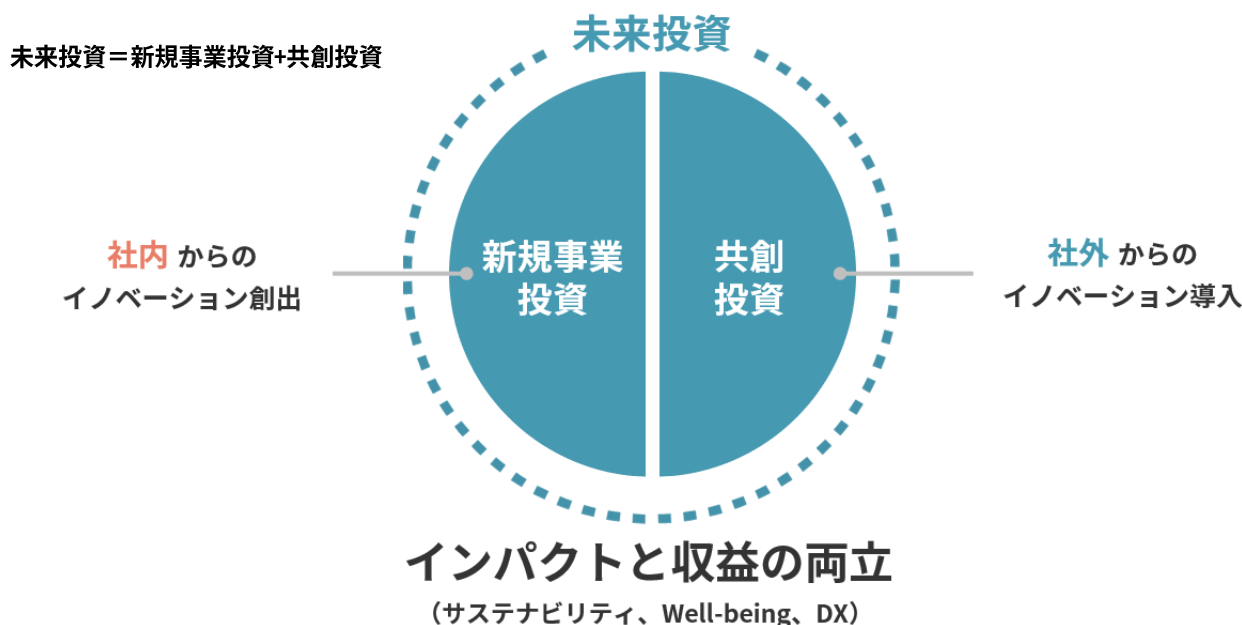 未来投資
未来投資＝新規事業投資+共創投資
社内 からの
イノベーション創出
新規事業
投資
共創
投資
社外 からの
イノベーション導入
インパクトと収益の両立
（サステナビリティ、Well-being、DX）